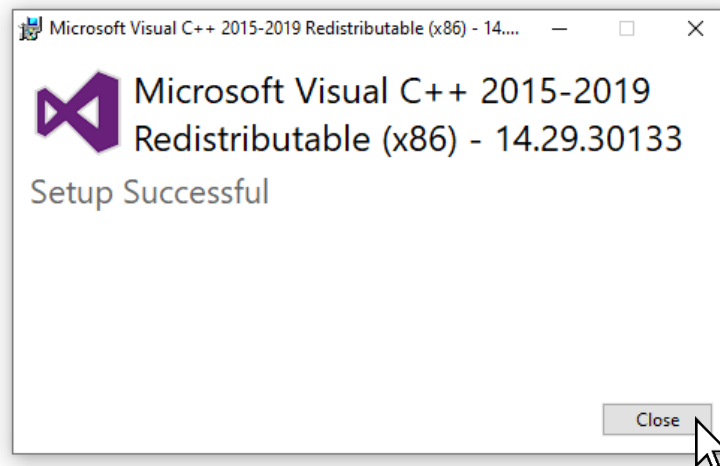 Microsoft Visual C++ 2015-2019 Redistributable (x86) - 14....
Microsoft Visual C++ 2015-2019
Redistributable (x86) - 14.29.30133
Setup Successful
Close